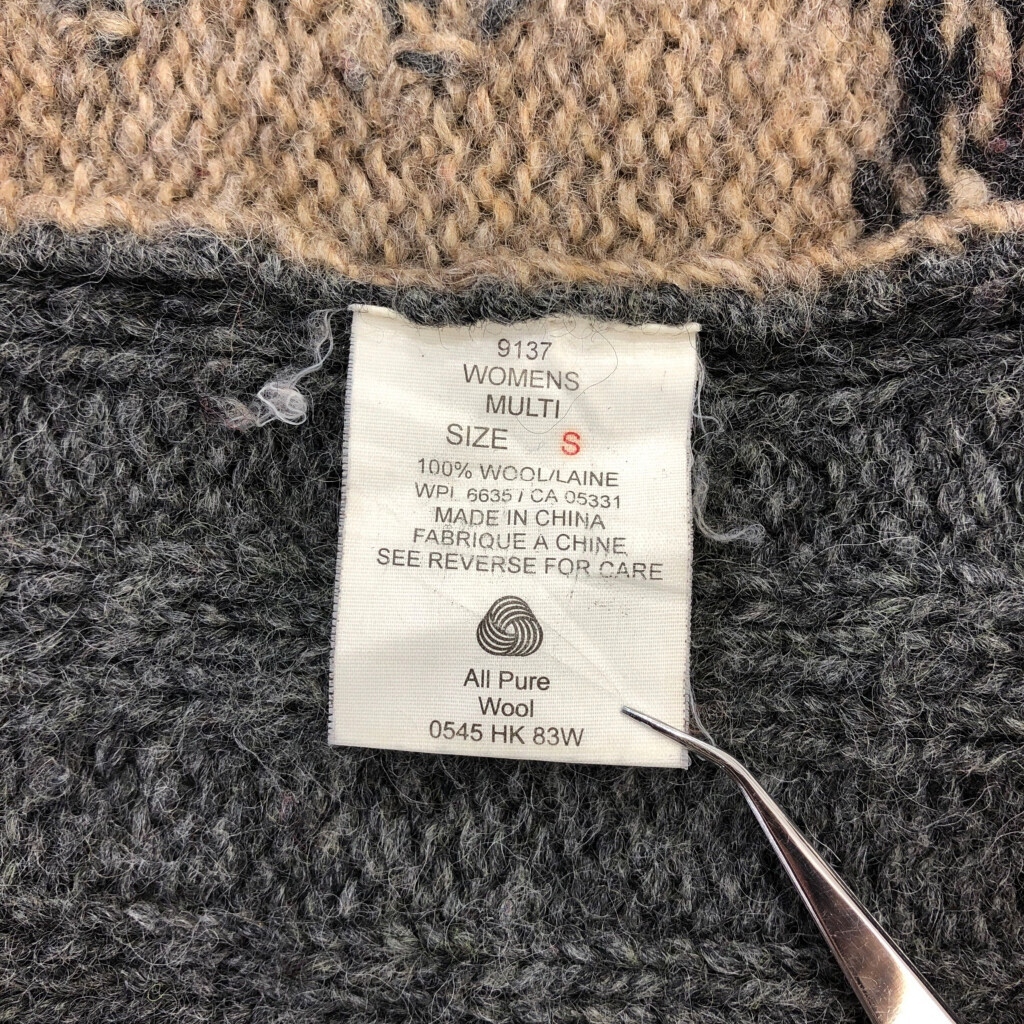 9137
WOMENS
MULTI
SIZE S
100% WOOL/LAINE
WPL 6635 / CA 05331
MADE IN CHINA
FABRIQUE A CHINE
SEE REVERSE FOR CARE
All Pure
Wool
0545 HK 83W